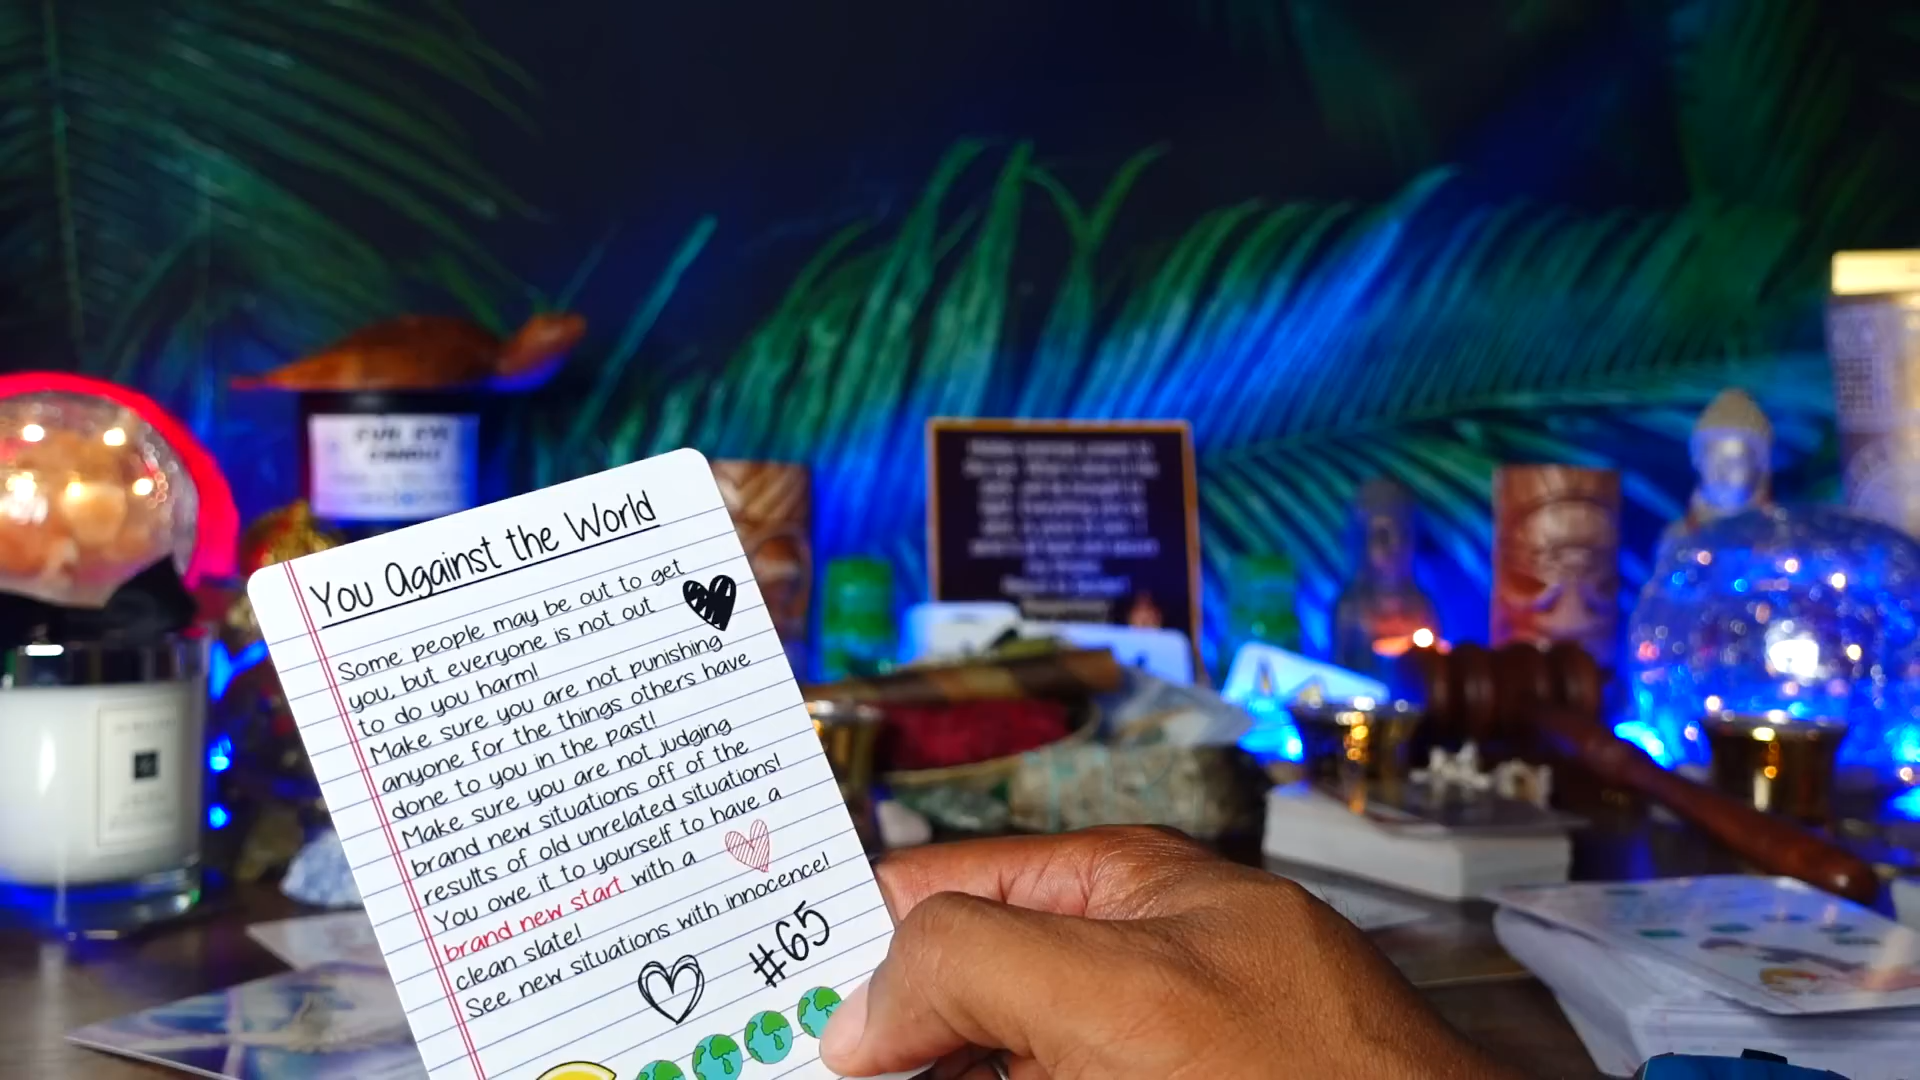 You Against the World
Some people may be out to get
you, but everyone is not out
to do you harm!
Make sure you are not punishing
anyone for the things others have
done to you in the past!
Make sure you are not judging
brand new situations off of the
results of old unrelated situations!
You owe it to yourself to have a
brand new start with a
clean slate!
See new situations with innocence!
#65